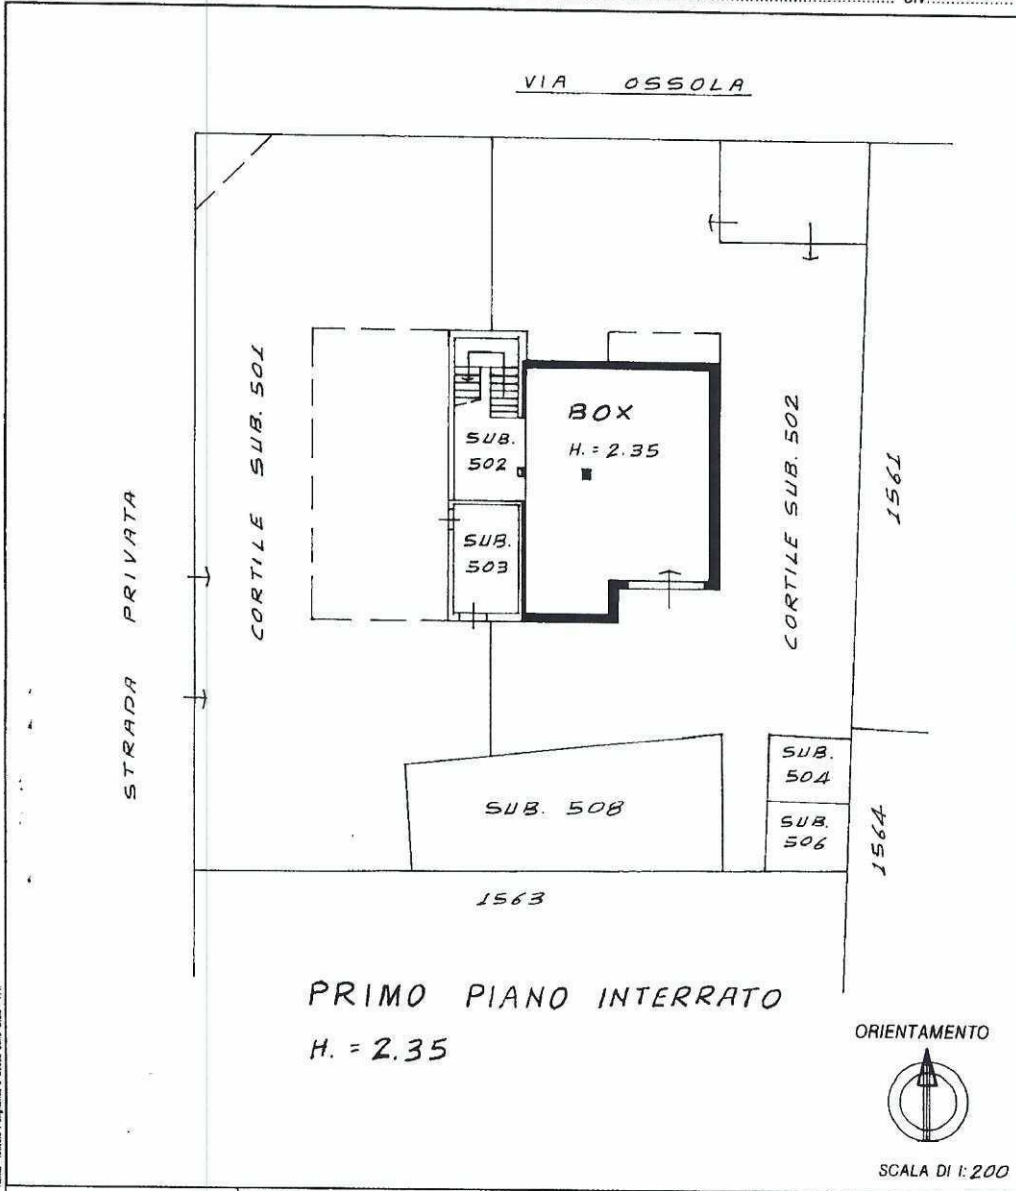 VIA OSSOLA
CORTILE SUB. 501
BOX
H. = 2.35
SUB.
502
SUB.
503
CORTILE SUB. 502
1561
STRADA PRIVATA
SUB.
504
SUB. 508
SUB.
506
1564
1563
PRIMO PIANO INTERRATO
H. = 2.35
ORIENTAMENTO
SCALA DI 1:200